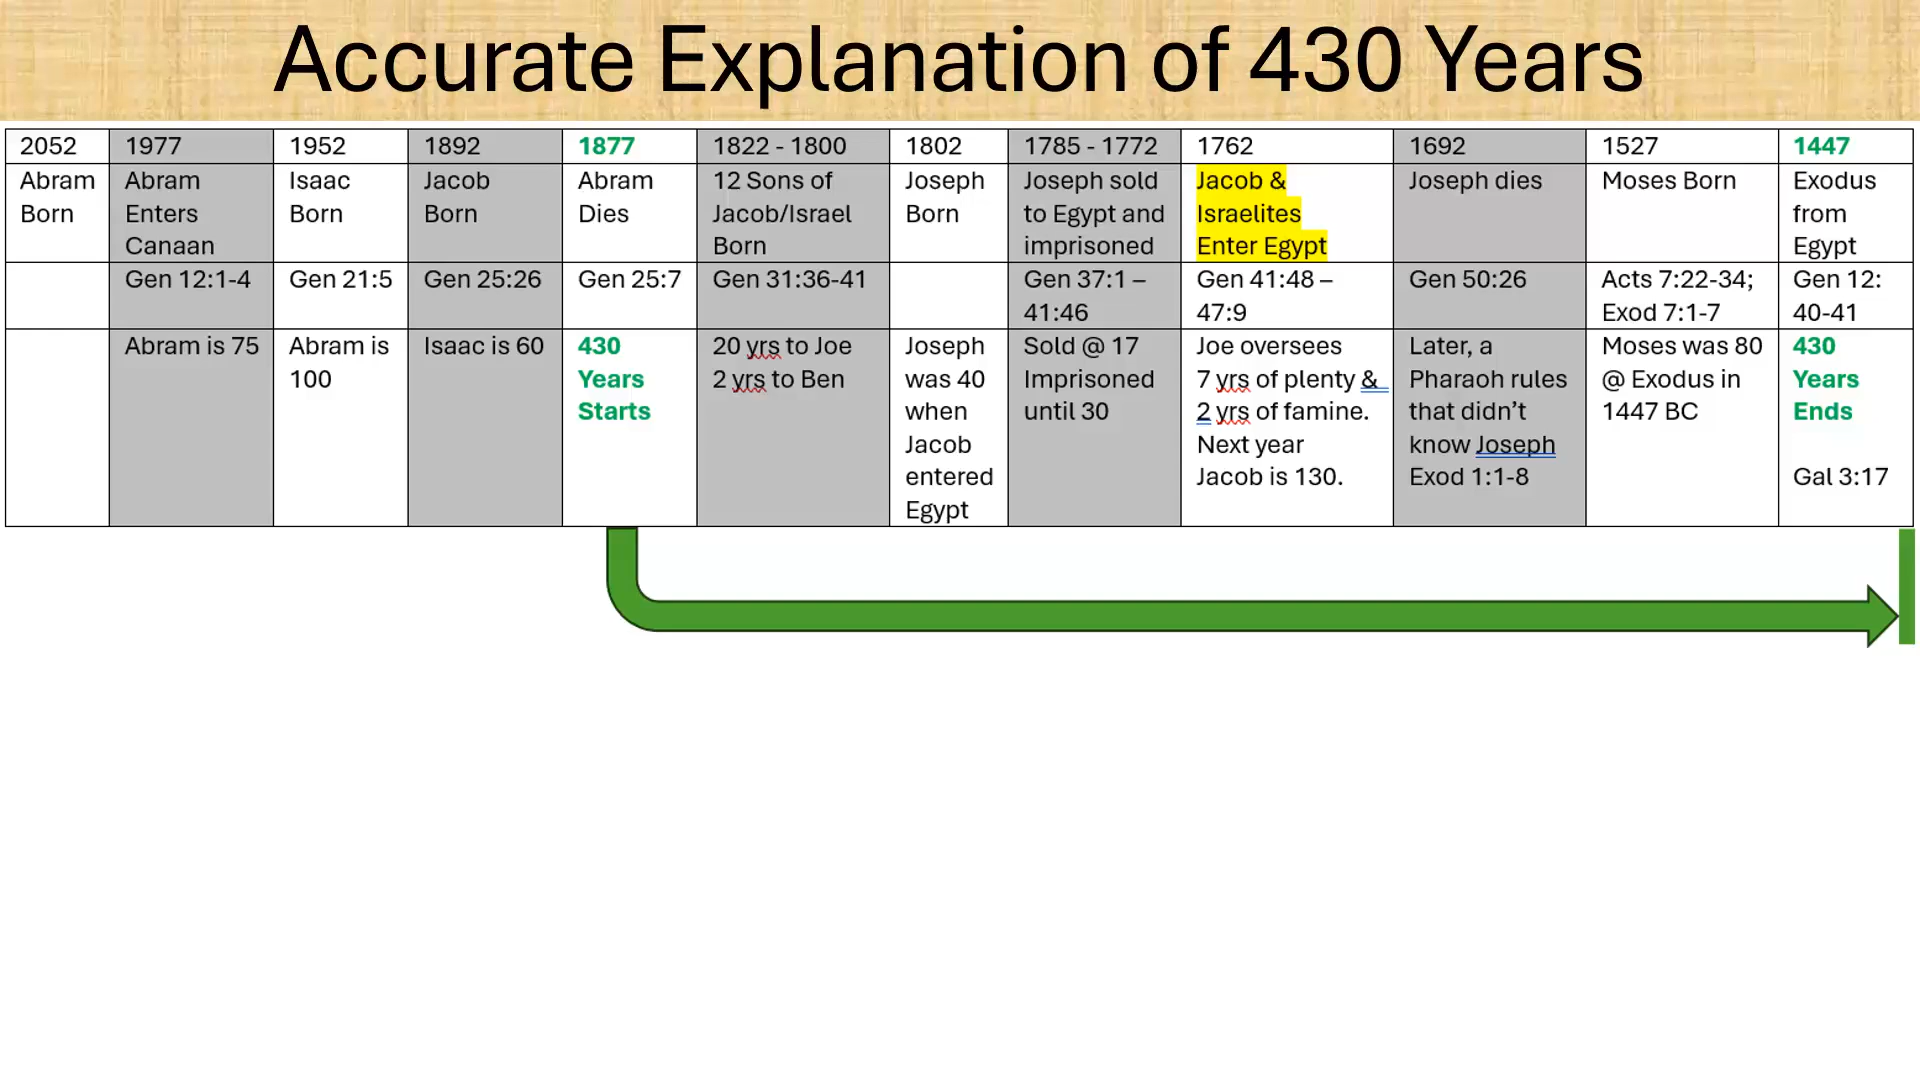 Accurate Explanation of 430 Years
2052 1977 1952 1892 1877 1822 - 1800 1802 1785 - 1772 1762 1692 1527 1447
Abram
Born
Abram
Enters
Canaan
Isaac
Born
Jacob
Born
Abram
Dies
12 Sons of
Jacob/Israel
Born
Joseph
Born
Joseph sold
to Egypt and
imprisoned
Jacob &
Israelites
Enter Egypt
Joseph dies
Moses Born
Exodus
from
Egypt
Gen 12:1-4
Gen 21:5
Gen 25:26
Gen 25:7
Gen 31:36-41
Gen 37:1 –
41:46
Gen 41:48 –
47:9
Gen 50:26
Acts 7:22-34;
Exod 7:1-7
Gen 12:
40-41
Abram is 75
Abram is
100
Isaac is 60
430
Years
Starts
20 yrs to Joe
2 yrs to Ben
Joseph
was 40
when
Jacob
entered
Egypt
Sold @ 17
Imprisoned
until 30
Joe oversees
7 yrs of plenty &
2 yrs of famine.
Next year
Jacob is 130.
Later, a
Pharaoh rules
that didn’t
know Joseph
Exod 1:1-8
Moses was 80
@ Exodus in
1447 BC
430
Years
Ends
Gal 3:17